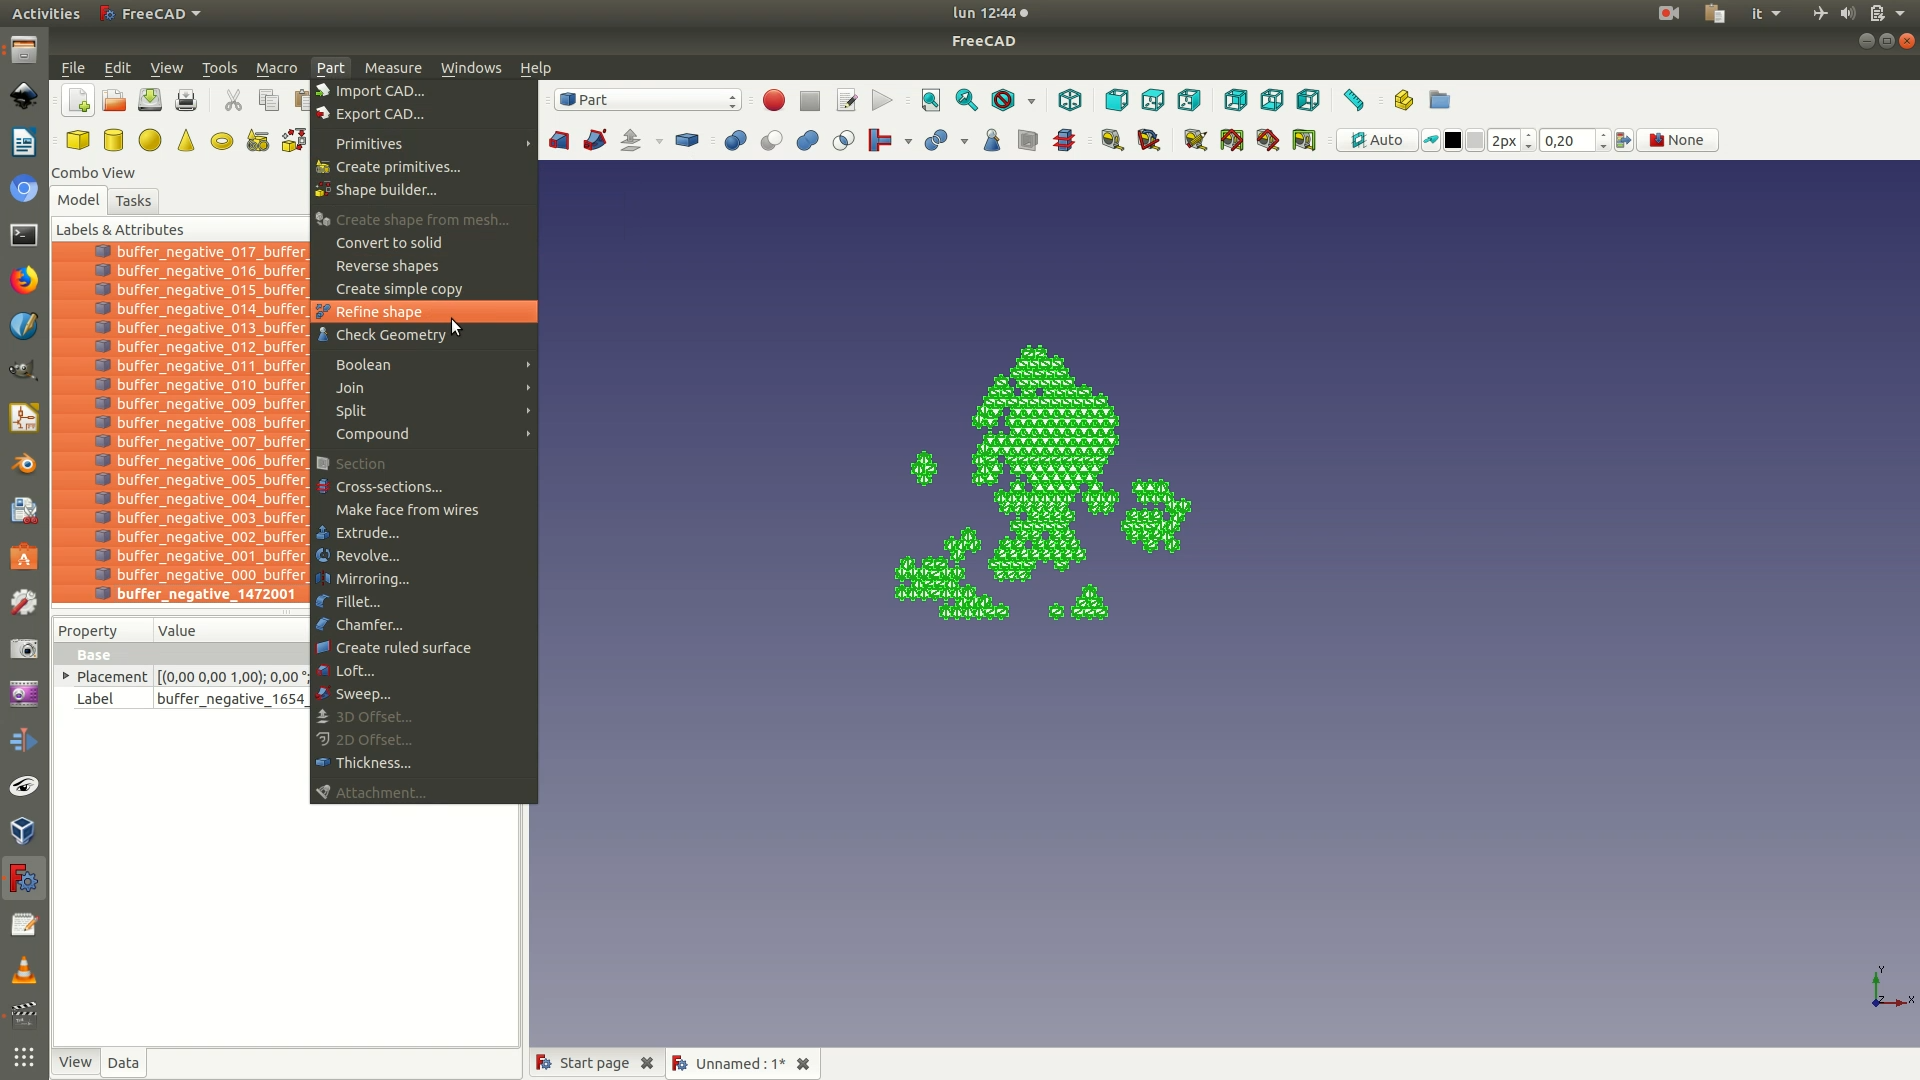 Activities
FreeCAD
lun 12:44
it
FreeCAD
File
Edit
View
Tools
Macro
Part
Measure
Windows
Help
Part
Auto
2px
0,20
None
Combo View
Model
Tasks
Labels & Attributes
buffer_negative_017_buffer_
buffer_negative_016_buffer_
buffer_negative_015_buffer_
buffer_negative_014_buffer_
buffer_negative_013_buffer_
buffer_negative_012_buffer_
buffer_negative_011_buffer_
buffer_negative_010_buffer_
buffer_negative_009_buffer_
buffer_negative_008_buffer_
buffer_negative_007_buffer_
buffer_negative_006_buffer_
buffer_negative_005_buffer_
buffer_negative_004_buffer_
buffer_negative_003_buffer_
buffer_negative_002_buffer_
buffer_negative_001_buffer_
buffer_negative_000_buffer_
buffer_negative_1472001
Property
Value
Base
Placement
[(0,00 0,00 1,00); 0,00 °;
Label
buffer_negative_1654_
View
Data
Import CAD...
Export CAD...
Primitives
Create primitives...
Shape builder...
Create shape from mesh...
Convert to solid
Reverse shapes
Create simple copy
Refine shape
Check Geometry
Boolean
Join
Split
Compound
Section
Cross-sections...
Make face from wires
Extrude...
Revolve...
Mirroring...
Fillet...
Chamfer...
Create ruled surface
Loft...
Sweep...
3D Offset...
2D Offset...
Thickness...
Attachment...
Y
Z
X
Start page
Unnamed : 1*